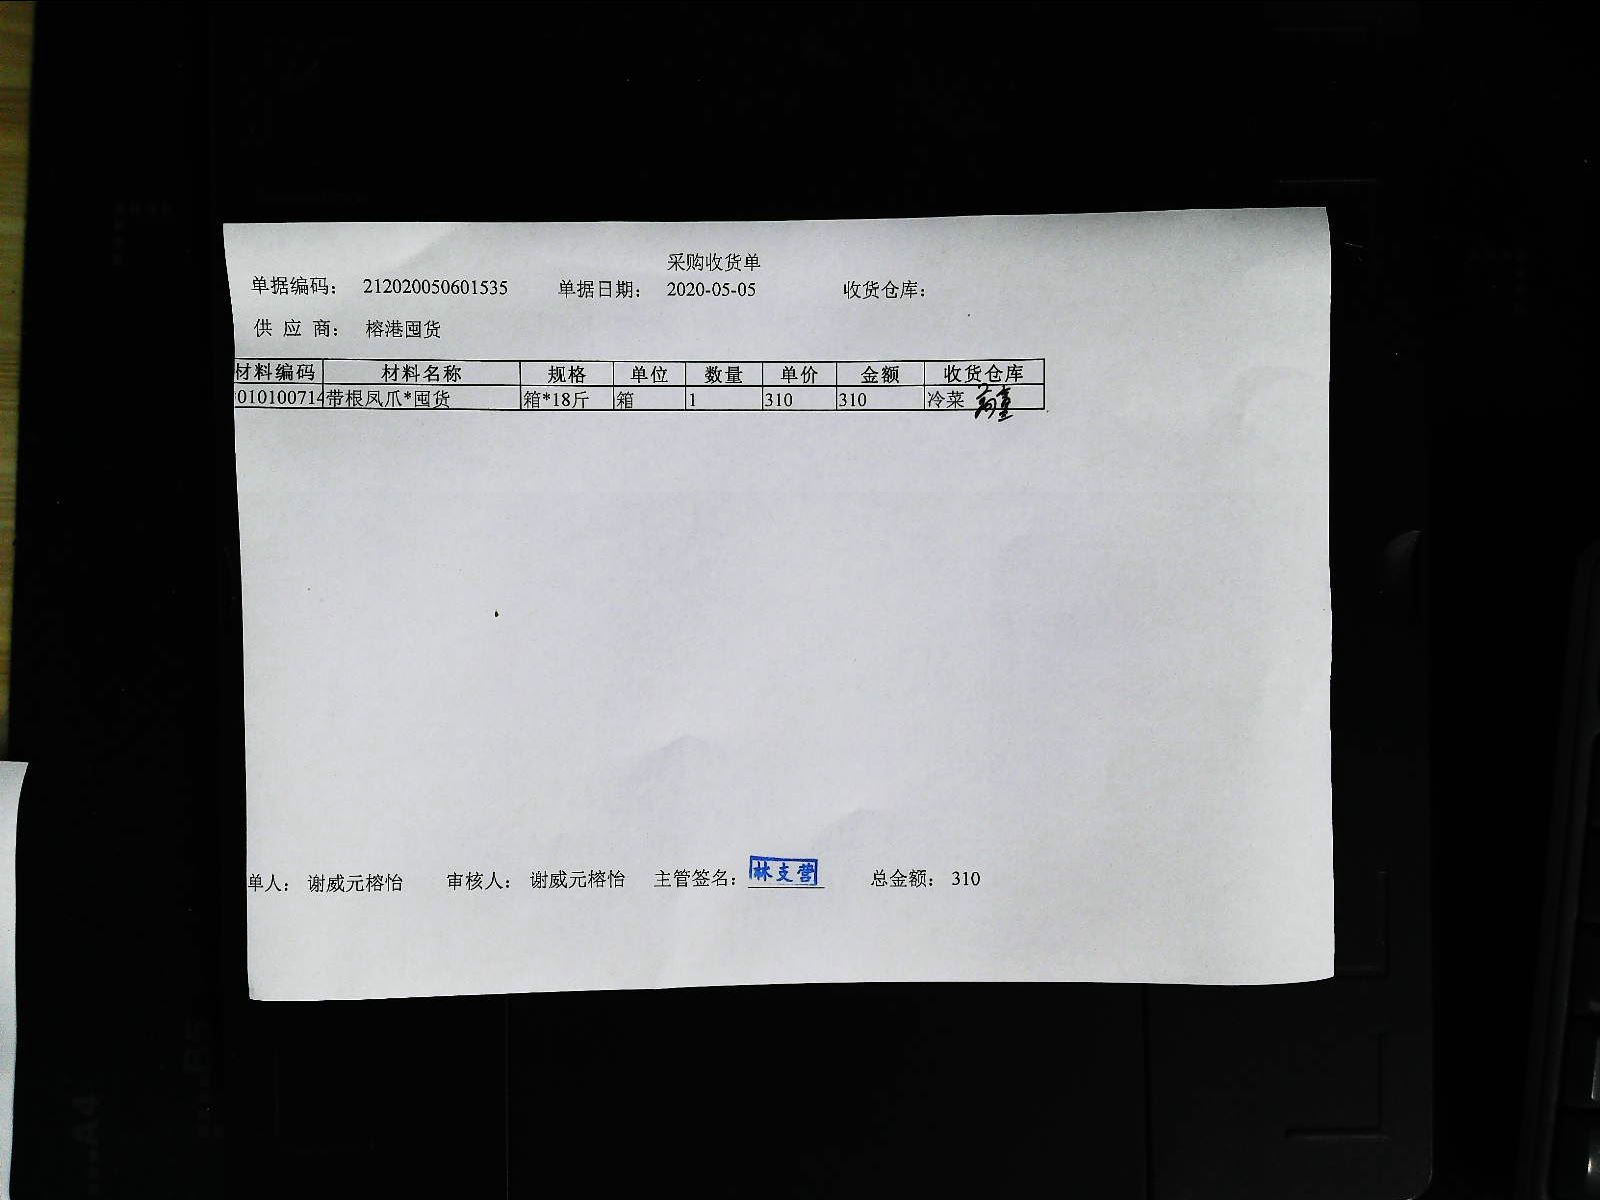 采购收货单
单据编码： 212020050601535 单据日期： 2020-05-05 收货仓库：
供 应 商： 榕港囤货
材料编码 材料名称 规格 单位 数量 单价 金额 收货仓库
010100714 带根凤爪*囤货 箱*18斤 箱 1 310 310 冷菜
单人： 谢威元榕怡 审核人： 谢威元榕怡 主管签名： 林支营 总金额： 310
A4